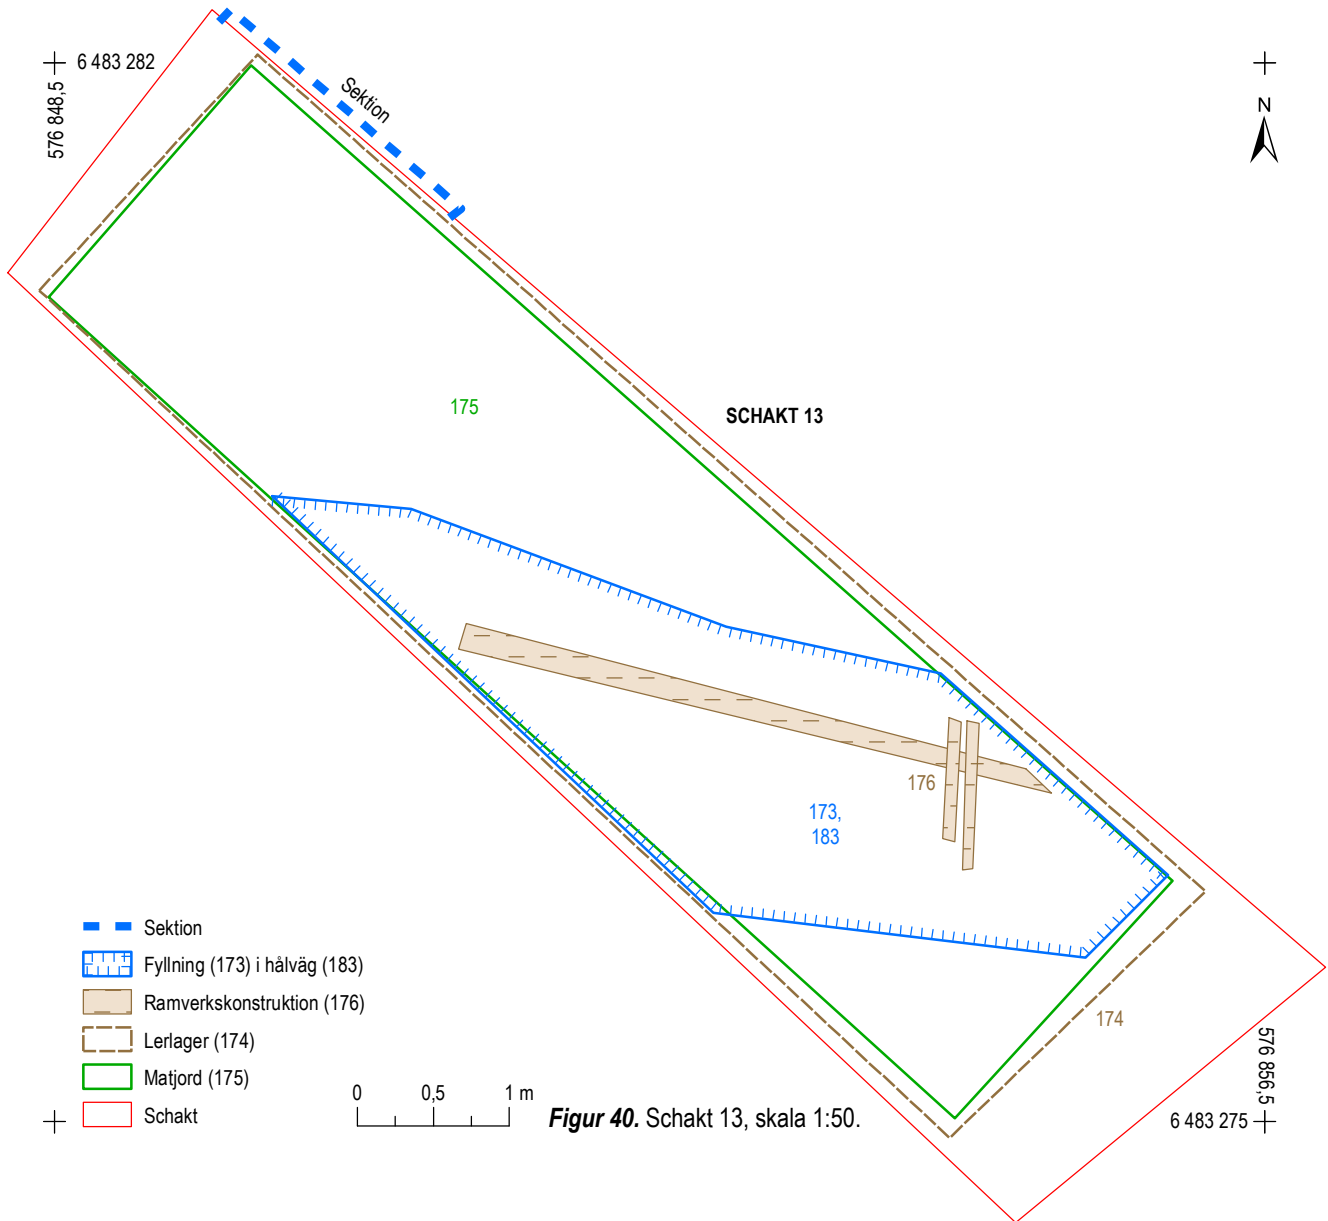 6 483 282
576 848,5
Sektion
N
175
SCHAKT 13
176
173,
183
174
Sektion
Fyllning (173) i hålväg (183)
Ramverkskonstruktion (176)
Lerlager (174)
Matjord (175)
Schakt
0 0,5 1 m
Figur 40. Schakt 13, skala 1:50.
576 856,5
6 483 275